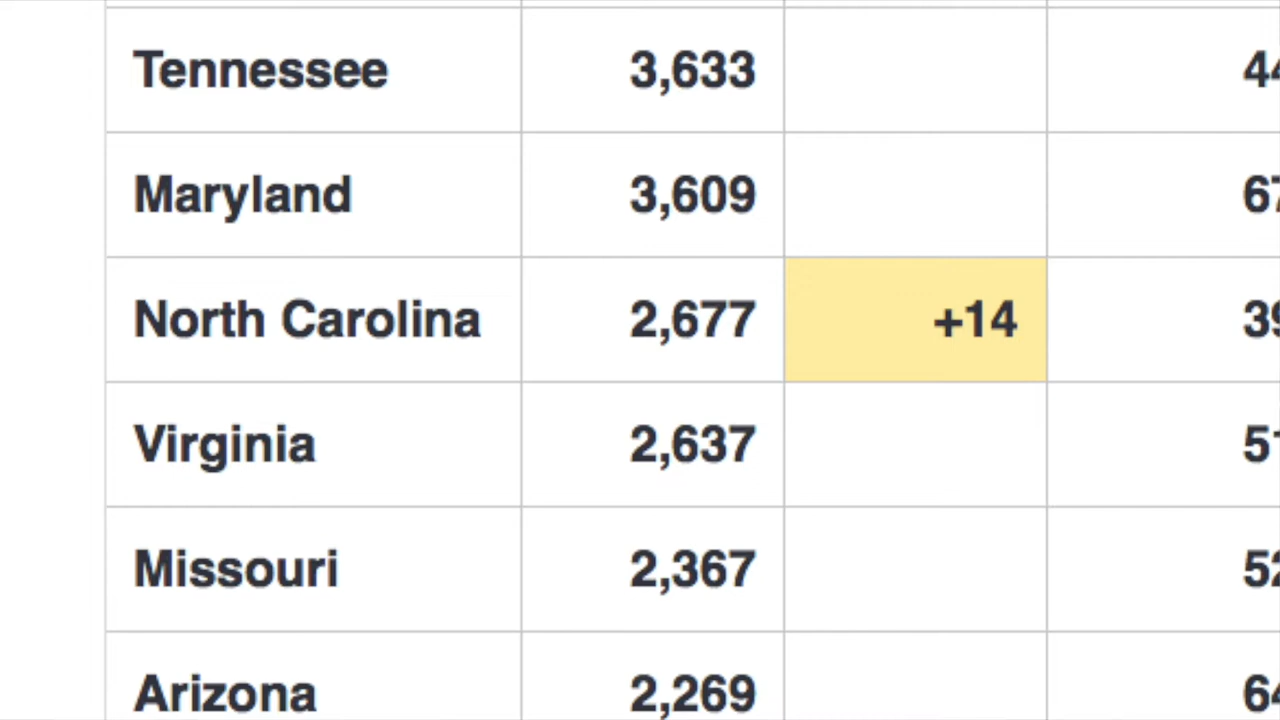 Tennessee 3,633
Maryland 3,609
North Carolina 2,677 +14
Virginia 2,637
Missouri 2,367
Arizona 2,269